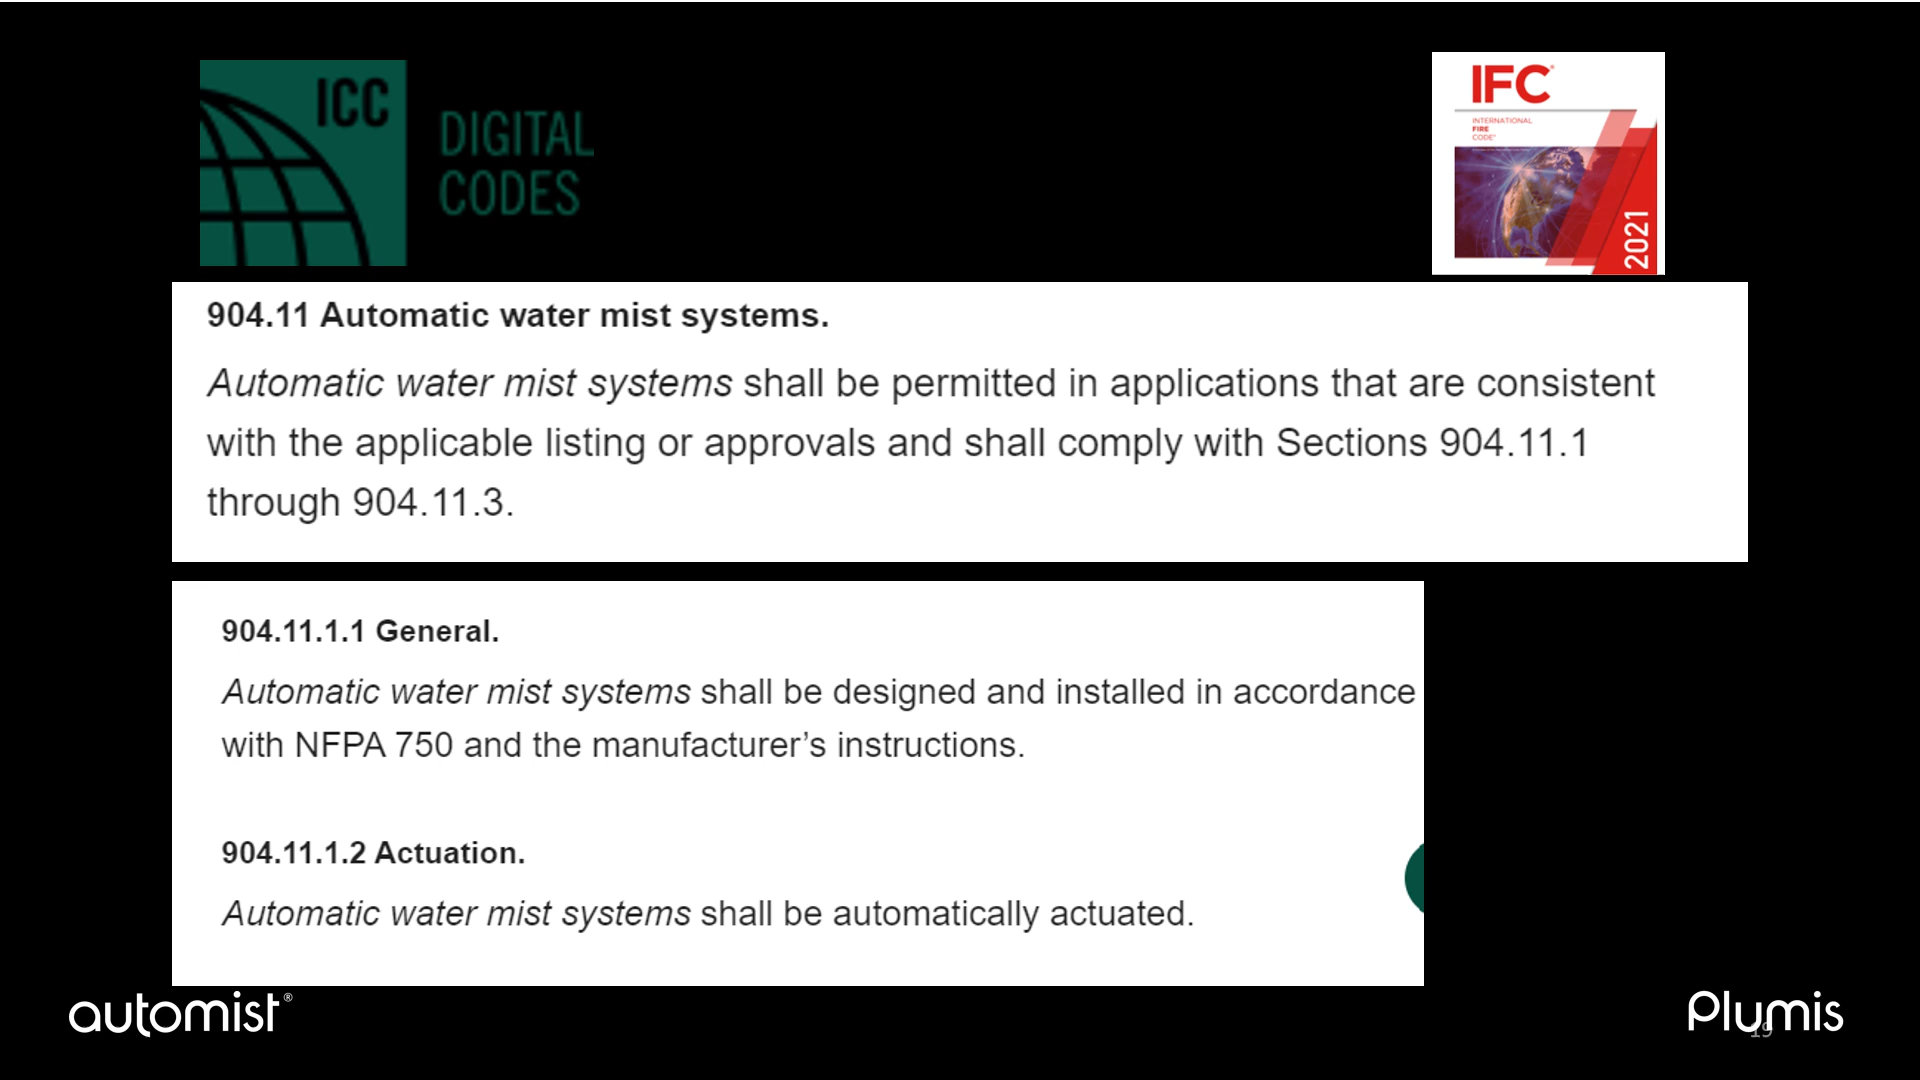 ICC
DIGITAL
CODES
IFC®
INTERNATIONAL
FIRE
CODE®
2021
904.11 Automatic water mist systems.
Automatic water mist systems shall be permitted in applications that are consistent
with the applicable listing or approvals and shall comply with Sections 904.11.1
through 904.11.3.
904.11.1.1 General.
Automatic water mist systems shall be designed and installed in accordance
with NFPA 750 and the manufacturer’s instructions.
904.11.1.2 Actuation.
Automatic water mist systems shall be automatically actuated.
automist®
Plumis
19